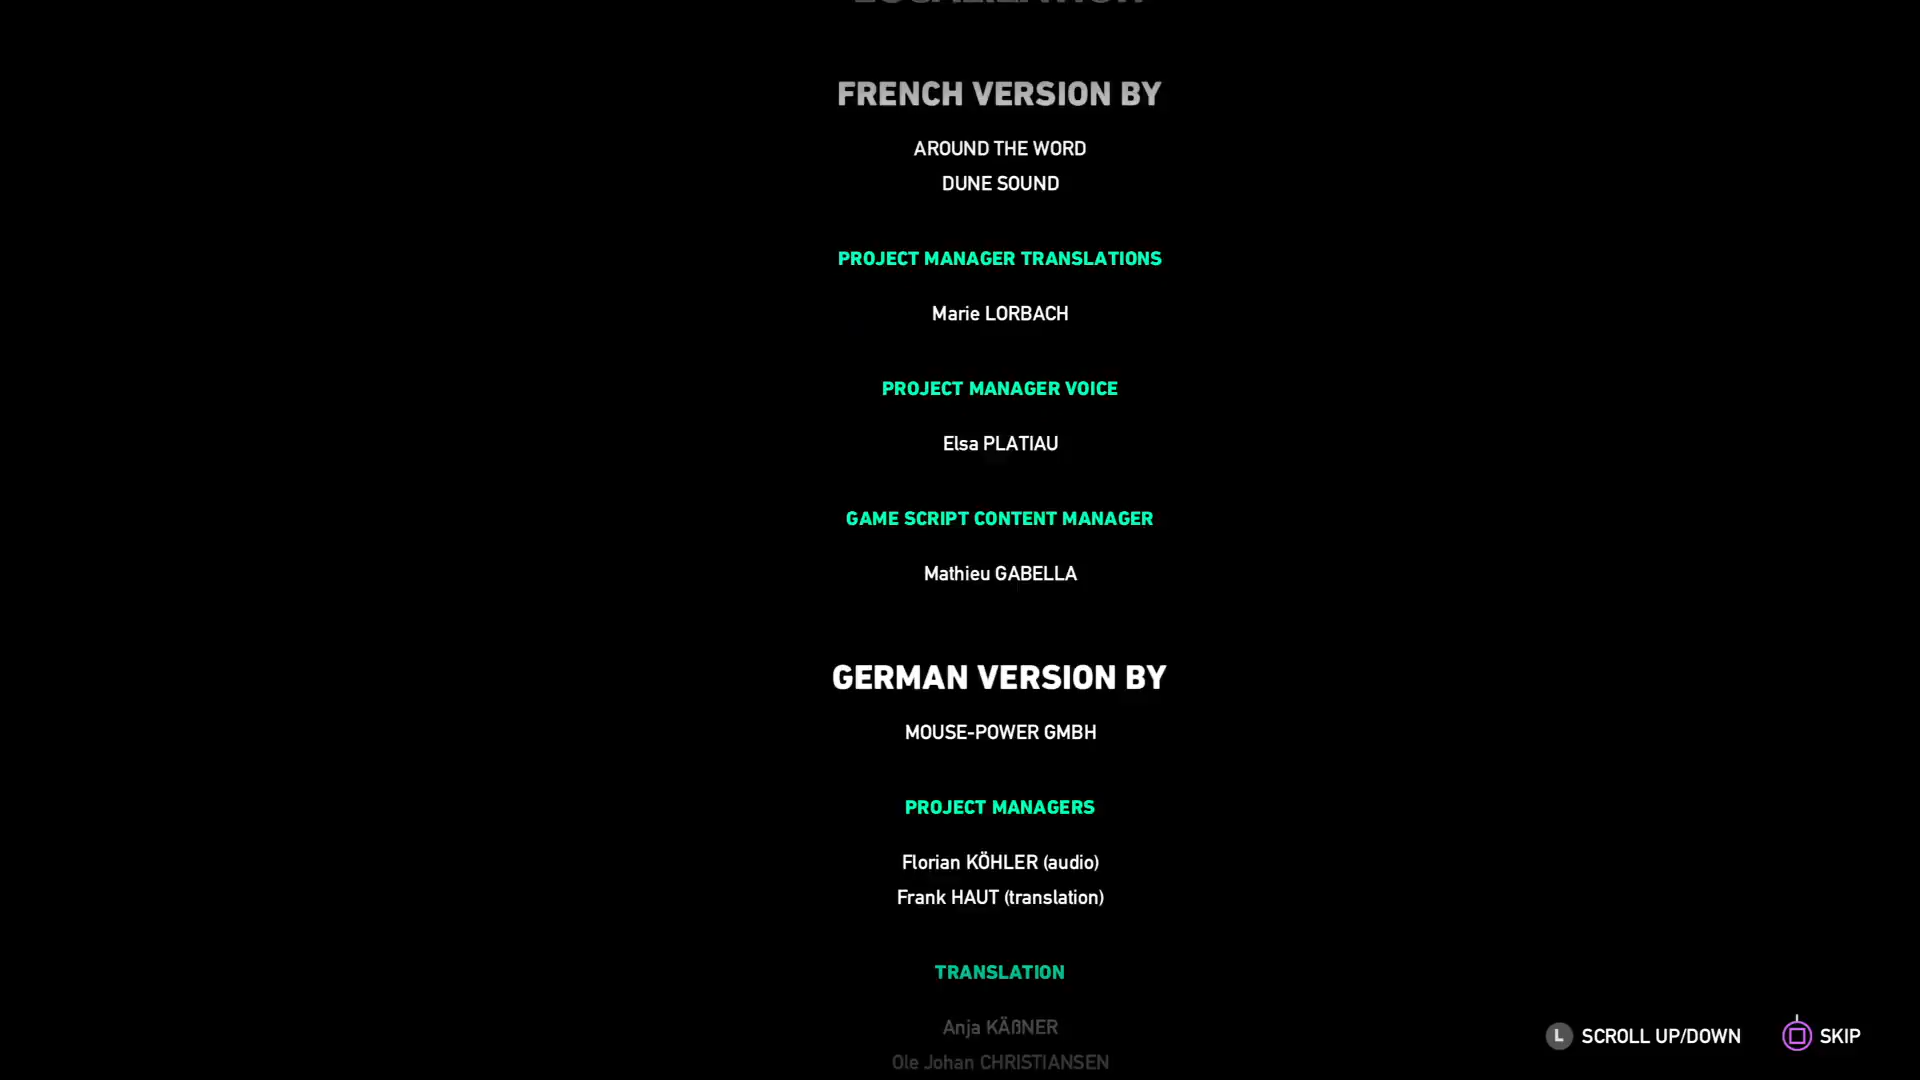 FRENCH VERSION BY
AROUND THE WORD
DUNE SOUND
PROJECT MANAGER TRANSLATIONS
Marie LORBACH
PROJECT MANAGER VOICE
Elsa PLATIAU
GAME SCRIPT CONTENT MANAGER
Mathieu GABELLA
GERMAN VERSION BY
MOUSE-POWER GMBH
PROJECT MANAGERS
Florian KÖHLER (audio)
Frank HAUT (translation)
TRANSLATION
Anja KÄßNER
Ole Johan CHRISTIANSEN
L SCROLL UP/DOWN
SKIP